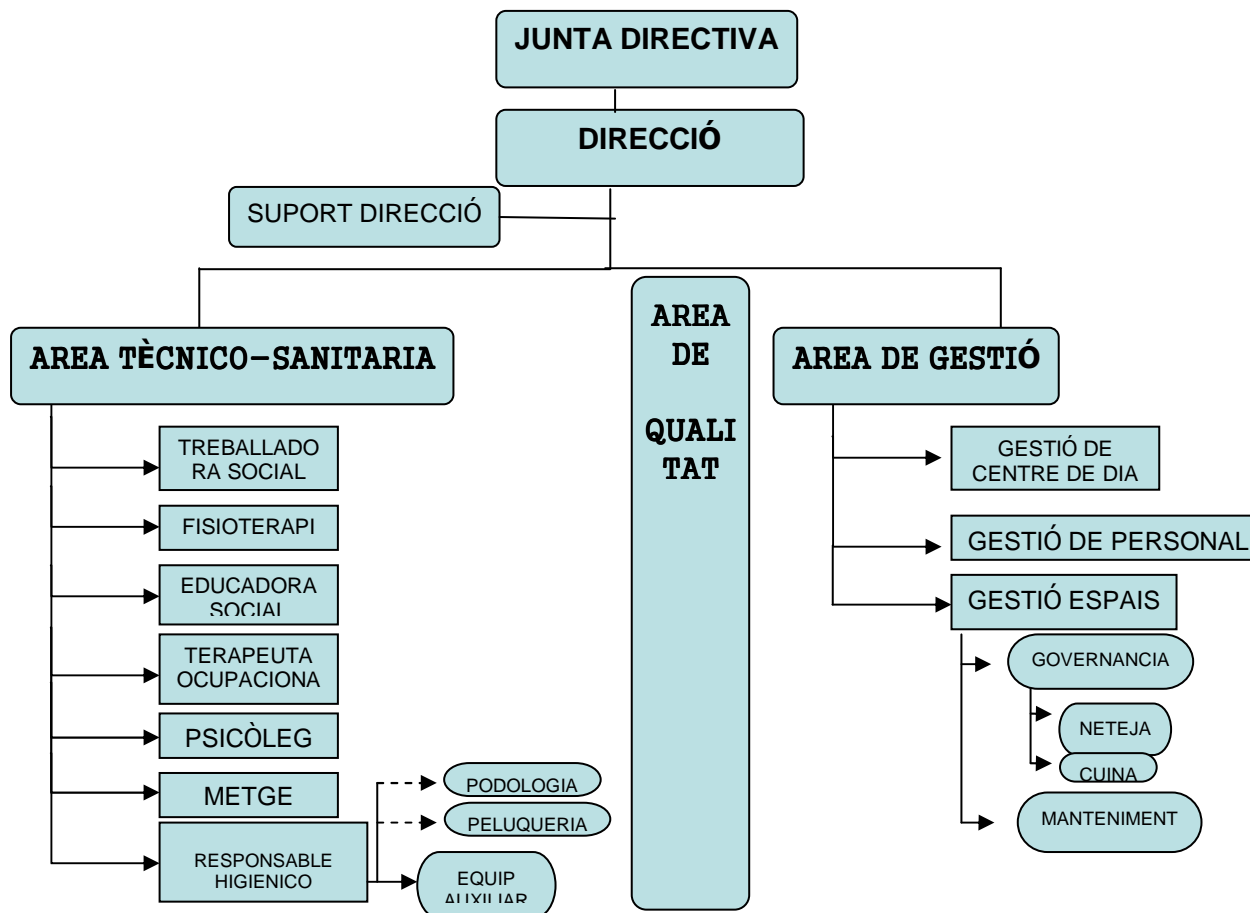 JUNTA DIRECTIVA
DIRECCIÓ
SUPORT DIRECCIÓ
AREA TÈCNICO-SANITARIA
TREBALLADO
RA SOCIAL
FISIOTERAPI
EDUCADORA
SOCIAL
TERAPEUTA
OCUPACIONA
PSICÒLEG
METGE
RESPONSABLE
HIGIENICO
PODOLOGIA
PELUQUERIA
EQUIP
AUXILIAR
AREA
DE
QUALI
TAT
AREA DE GESTIÓ
GESTIÓ DE
CENTRE DE DIA
GESTIÓ DE PERSONAL
GESTIÓ ESPAIS
GOVERNANCIA
NETEJA
CUINA
MANTENIMENT